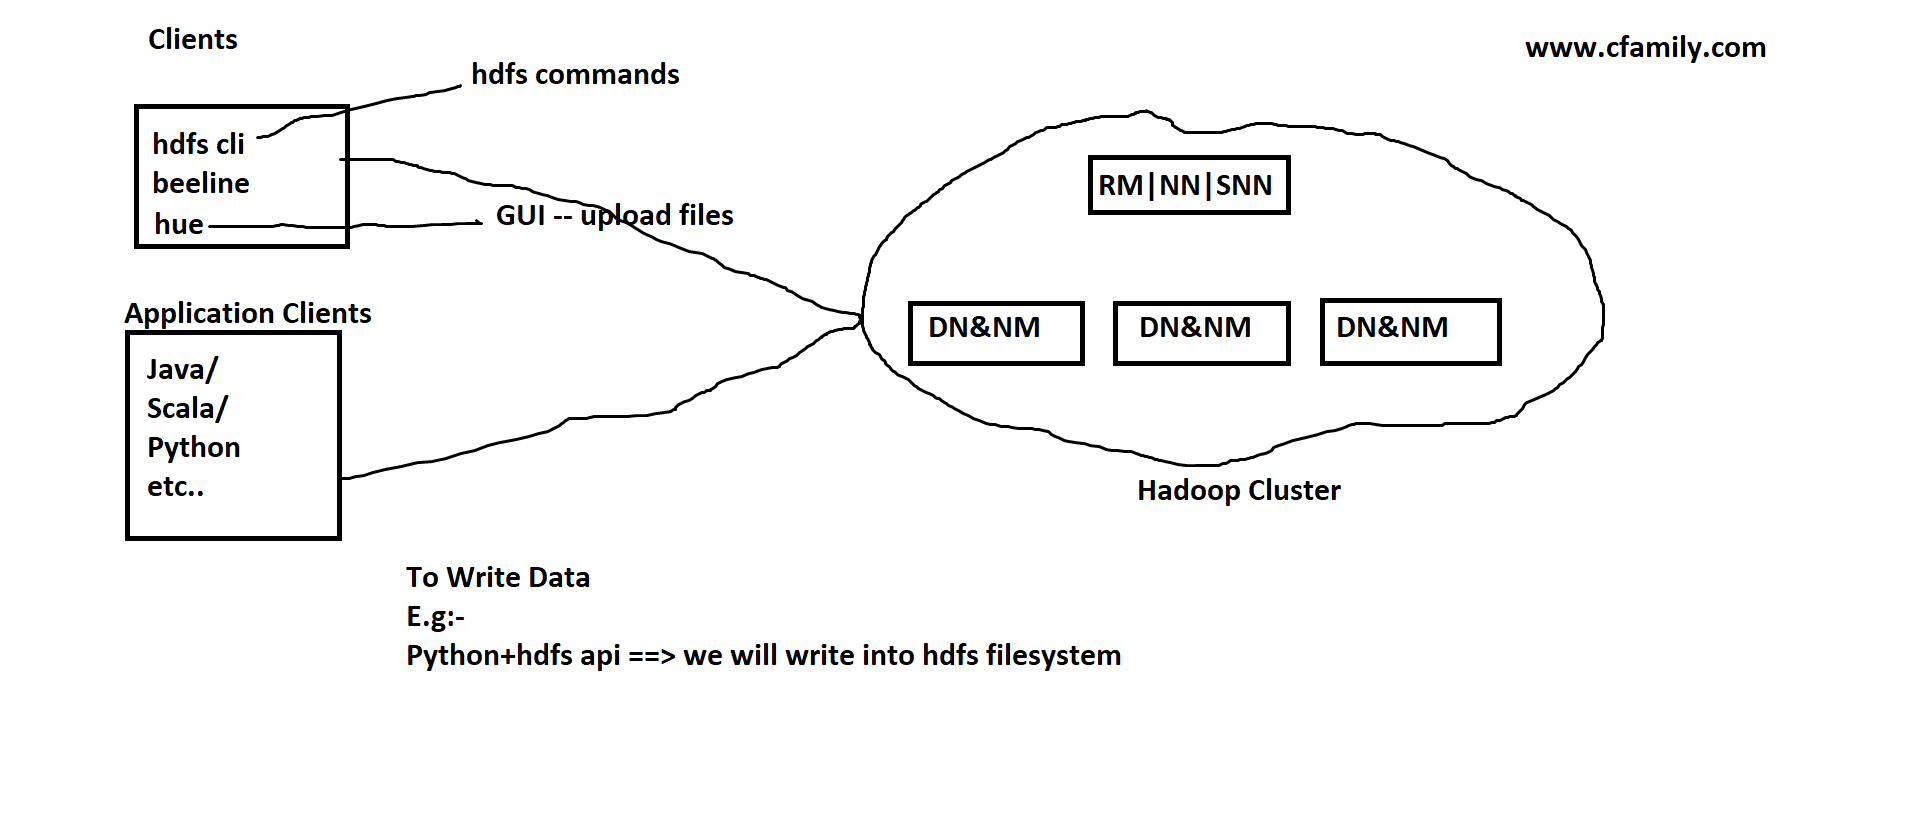 Clients
www.cfamily.com
hdfs commands
hdfs cli
beeline
hue
GUI -- upload files
RM|NN|SNN
DN&NM
DN&NM
DN&NM
Hadoop Cluster
Application Clients
Java/
Scala/
Python
etc..
To Write Data
E.g:-
Python+hdfs api ==> we will write into hdfs filesystem